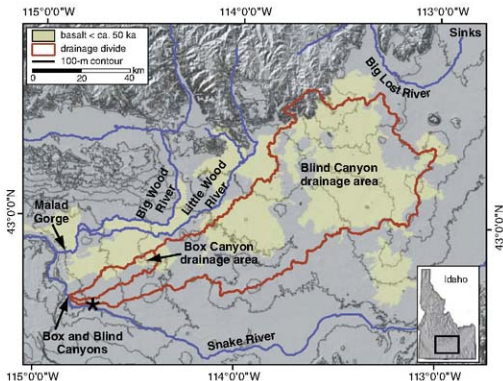 115°0'0"W
114°0'0"W
113°0'0"W
basalt < ca. 50 ka
drainage divide
100-m contour
0
20
40
km
Sinks
Big Lost River
Big Wood
River
Little Wood
River
Blind Canyon
drainage area
Malad
Gorge
43°0'0"N
43°0'0"N
Box Canyon
drainage area
Idaho
Box and Blind
Canyons
Snake River
115°0'0"W
114°0'0"W
113°0'0"W